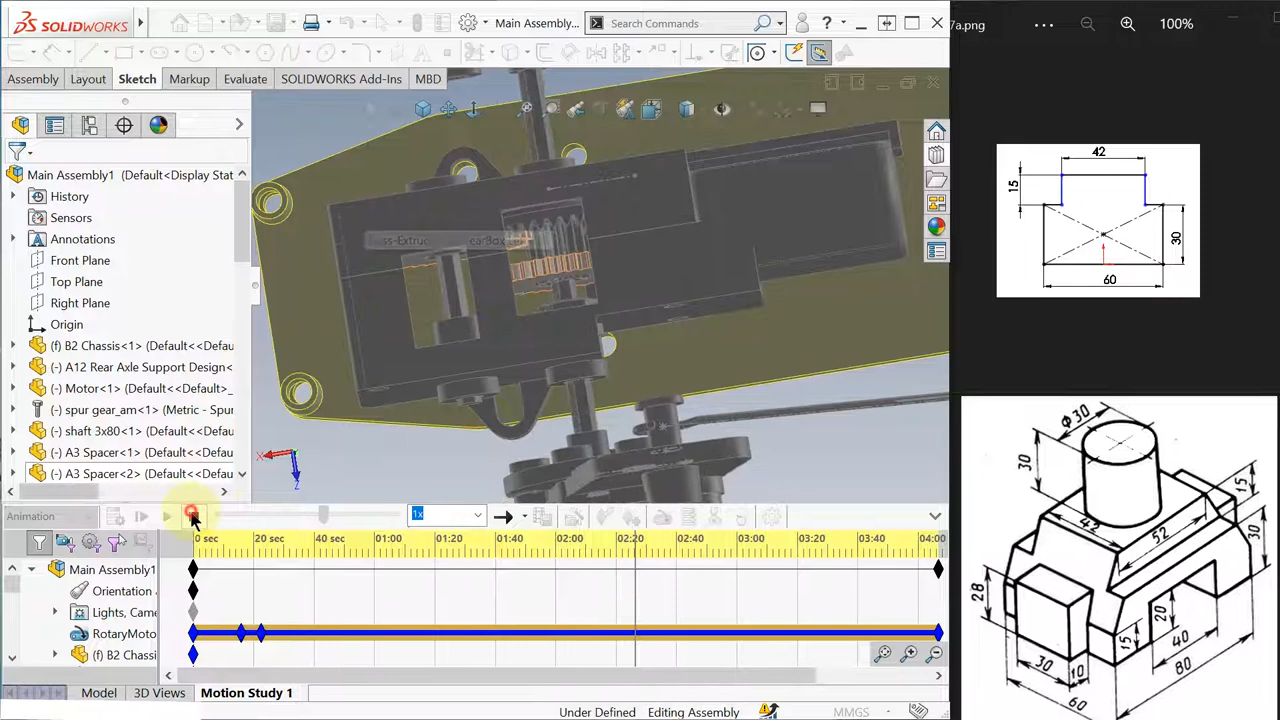 SOLIDWORKS
Main Assembly...
Search Commands
?
7a.png
...
100%
Assembly
Layout
Sketch
Markup
Evaluate
SOLIDWORKS Add-Ins
MBD
Main Assembly1 (Default<Display Stat
History
Sensors
Annotations
Front Plane
Top Plane
Right Plane
Origin
(f) B2 Chassis<1> (Default<<Defau
(-) A12 Rear Axle Support Design<
(-) Motor<1> (Default<<Default>_
(-) spur gear_am<1> (Metric - Spur
(-) shaft 3x80<1> (Default<<Defau
(-) A3 Spacer<1> (Default<<Defau
(-) A3 Spacer<2> (Default<<Defau
X
Z
42
15
30
60
Φ30
30
15
42
52
30
28
20
15
40
30
10
80
60
Animation
1x
0 sec
20 sec
40 sec
01:00
01:20
01:40
02:00
02:20
02:40
03:00
03:20
03:40
04:00
Main Assembly1
Orientation
Lights, Came
RotaryMoto
(f) B2 Chassi
Model
3D Views
Motion Study 1
Under Defined
Editing Assembly
MMGS